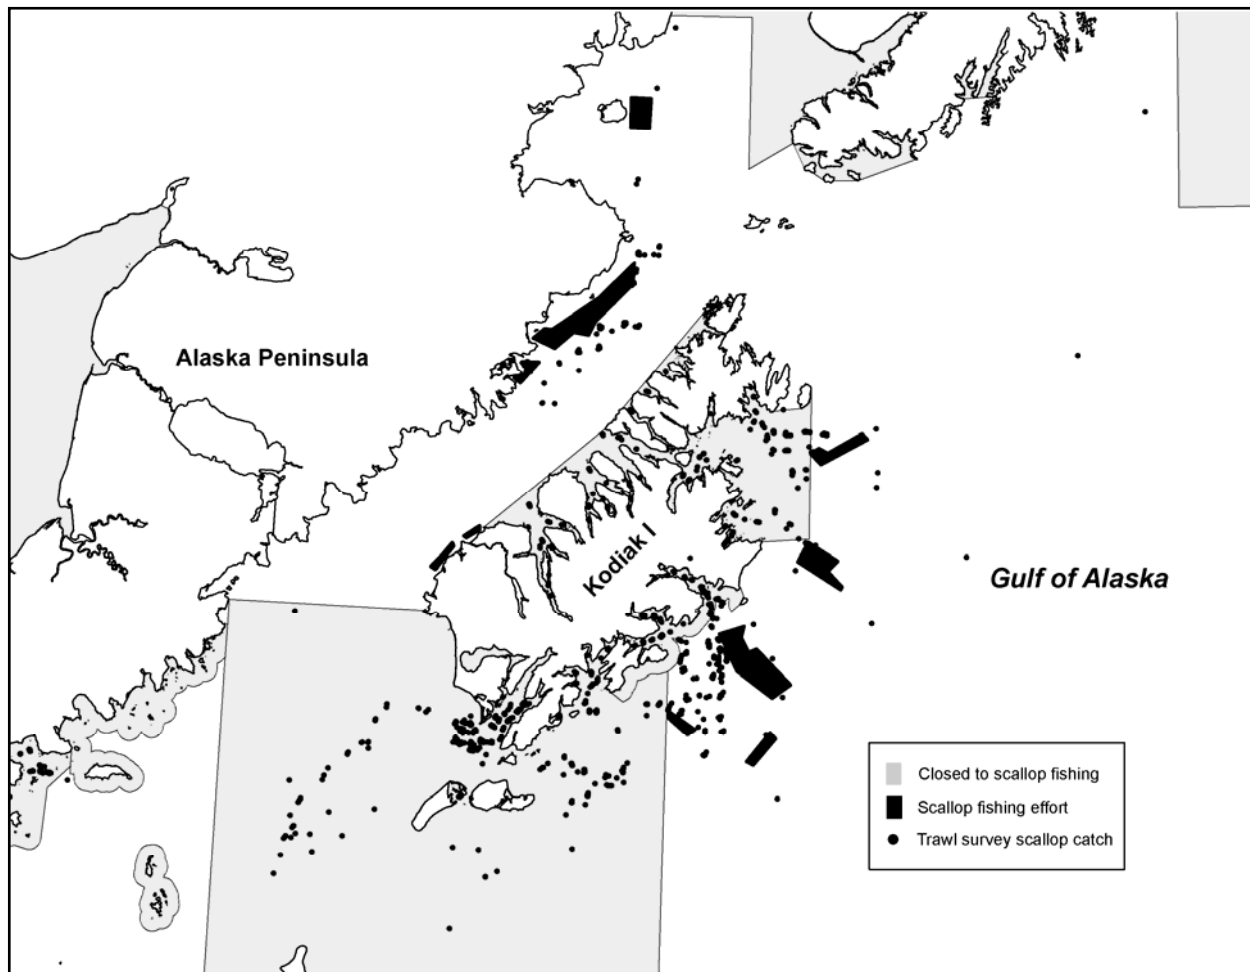 Alaska Peninsula
Kodiak I
Gulf of Alaska
Closed to scallop fishing
Scallop fishing effort
Trawl survey scallop catch